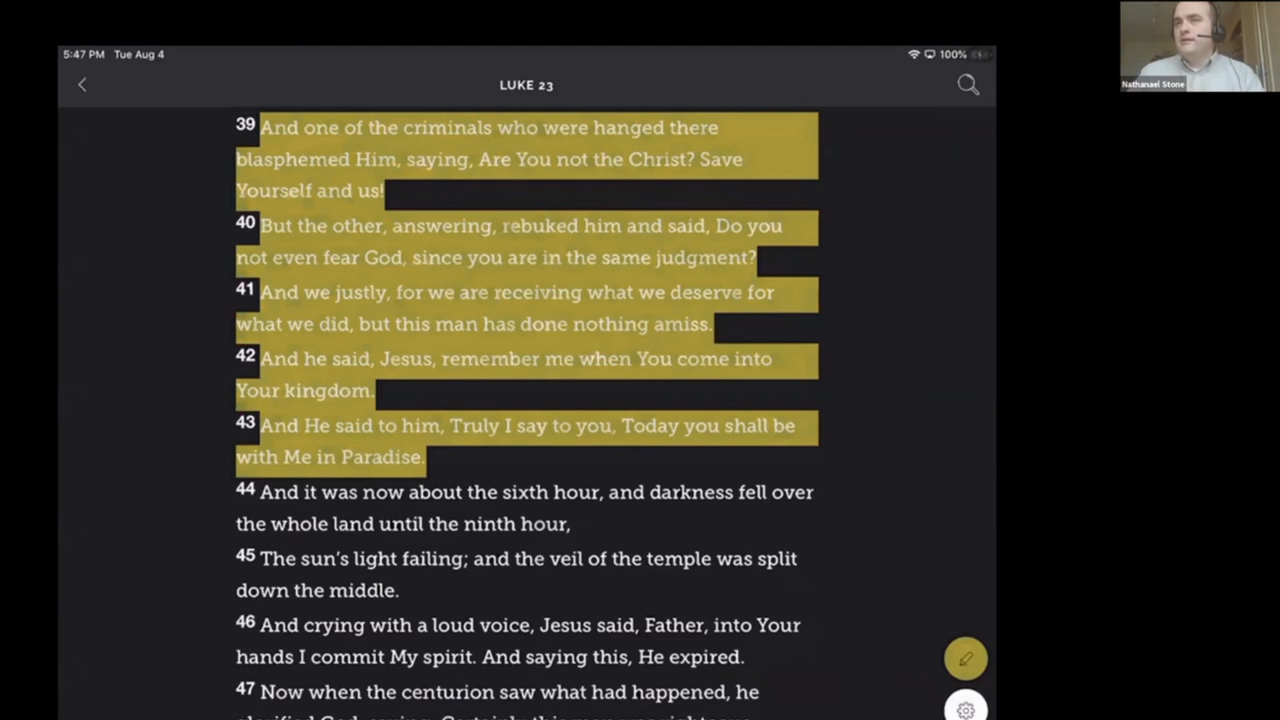 5:47 PM Tue Aug 4
100%
LUKE 23
Nathanael Stone
39 And one of the criminals who were hanged there
blasphemed Him, saying, Are You not the Christ? Save
Yourself and us!
40 But the other, answering, rebuked him and said, Do you
not even fear God, since you are in the same judgment?
41 And we justly, for we are receiving what we deserve for
what we did, but this man has done nothing amiss.
42 And he said, Jesus, remember me when You come into
Your kingdom.
43 And He said to him, Truly I say to you, Today you shall be
with Me in Paradise.
44 And it was now about the sixth hour, and darkness fell over
the whole land until the ninth hour,
45 The sun's light failing; and the veil of the temple was split
down the middle.
46 And crying with a loud voice, Jesus said, Father, into Your
hands I commit My spirit. And saying this, He expired.
47 Now when the centurion saw what had happened, he